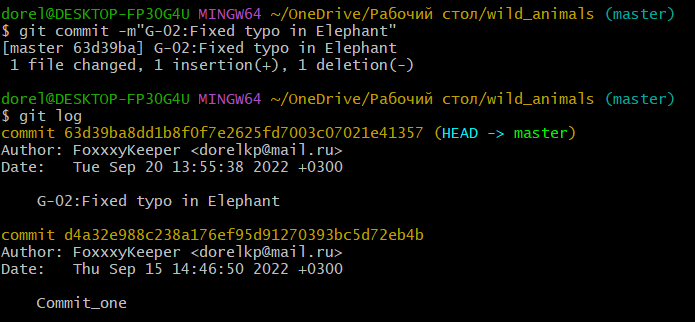 dorel@DESKTOP-FP3OG4U MINGW64 ~/OneDrive/Рабочий стол/wild_animals (master)
$ git commit -m"G-02:Fixed typo in Elephant"
[master 63d39ba] G-02:Fixed typo in Elephant
 1 file changed, 1 insertion(+), 1 deletion(-)

dorel@DESKTOP-FP3OG4U MINGW64 ~/OneDrive/Рабочий стол/wild_animals (master)
$ git log
commit 63d39ba8dd1b8f0f7e2625fd7003c07021e41357 (HEAD -> master)
Author: FoxxxyKeeper <dorelkp@mail.ru>
Date:   Tue Sep 20 13:55:38 2022 +0300

    G-02:Fixed typo in Elephant

commit d4a32e988c238a176ef95d91270393bc5d72eb4b
Author: FoxxxyKeeper <dorelkp@mail.ru>
Date:   Thu Sep 15 14:46:50 2022 +0300

    Commit_one